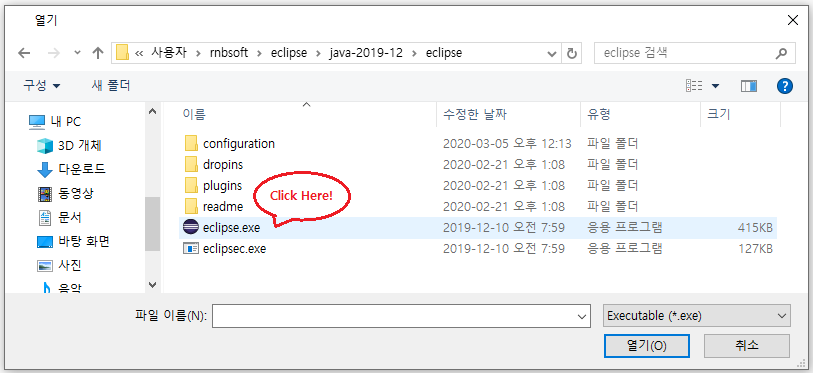 열기
« 사용자 > rnbsoft > eclipse > java-2019-12 > eclipse
eclipse 검색
구성 새 폴더
이름 수정한 날짜 유형 크기
내 PC
3D 개체
다운로드
동영상
문서
바탕 화면
사진
음악
configuration 2020-03-05 오후 12:13 파일 폴더
dropins 2020-02-21 오후 1:08 파일 폴더
plugins 2020-02-21 오후 1:08 파일 폴더
readme 2020-02-21 오후 1:08 파일 폴더
Click Here!
eclipse.exe 2019-12-10 오전 7:59 응용 프로그램 415KB
eclipsec.exe 2019-12-10 오전 7:59 응용 프로그램 127KB
파일 이름(N):
Executable (*.exe)
열기(O) 취소